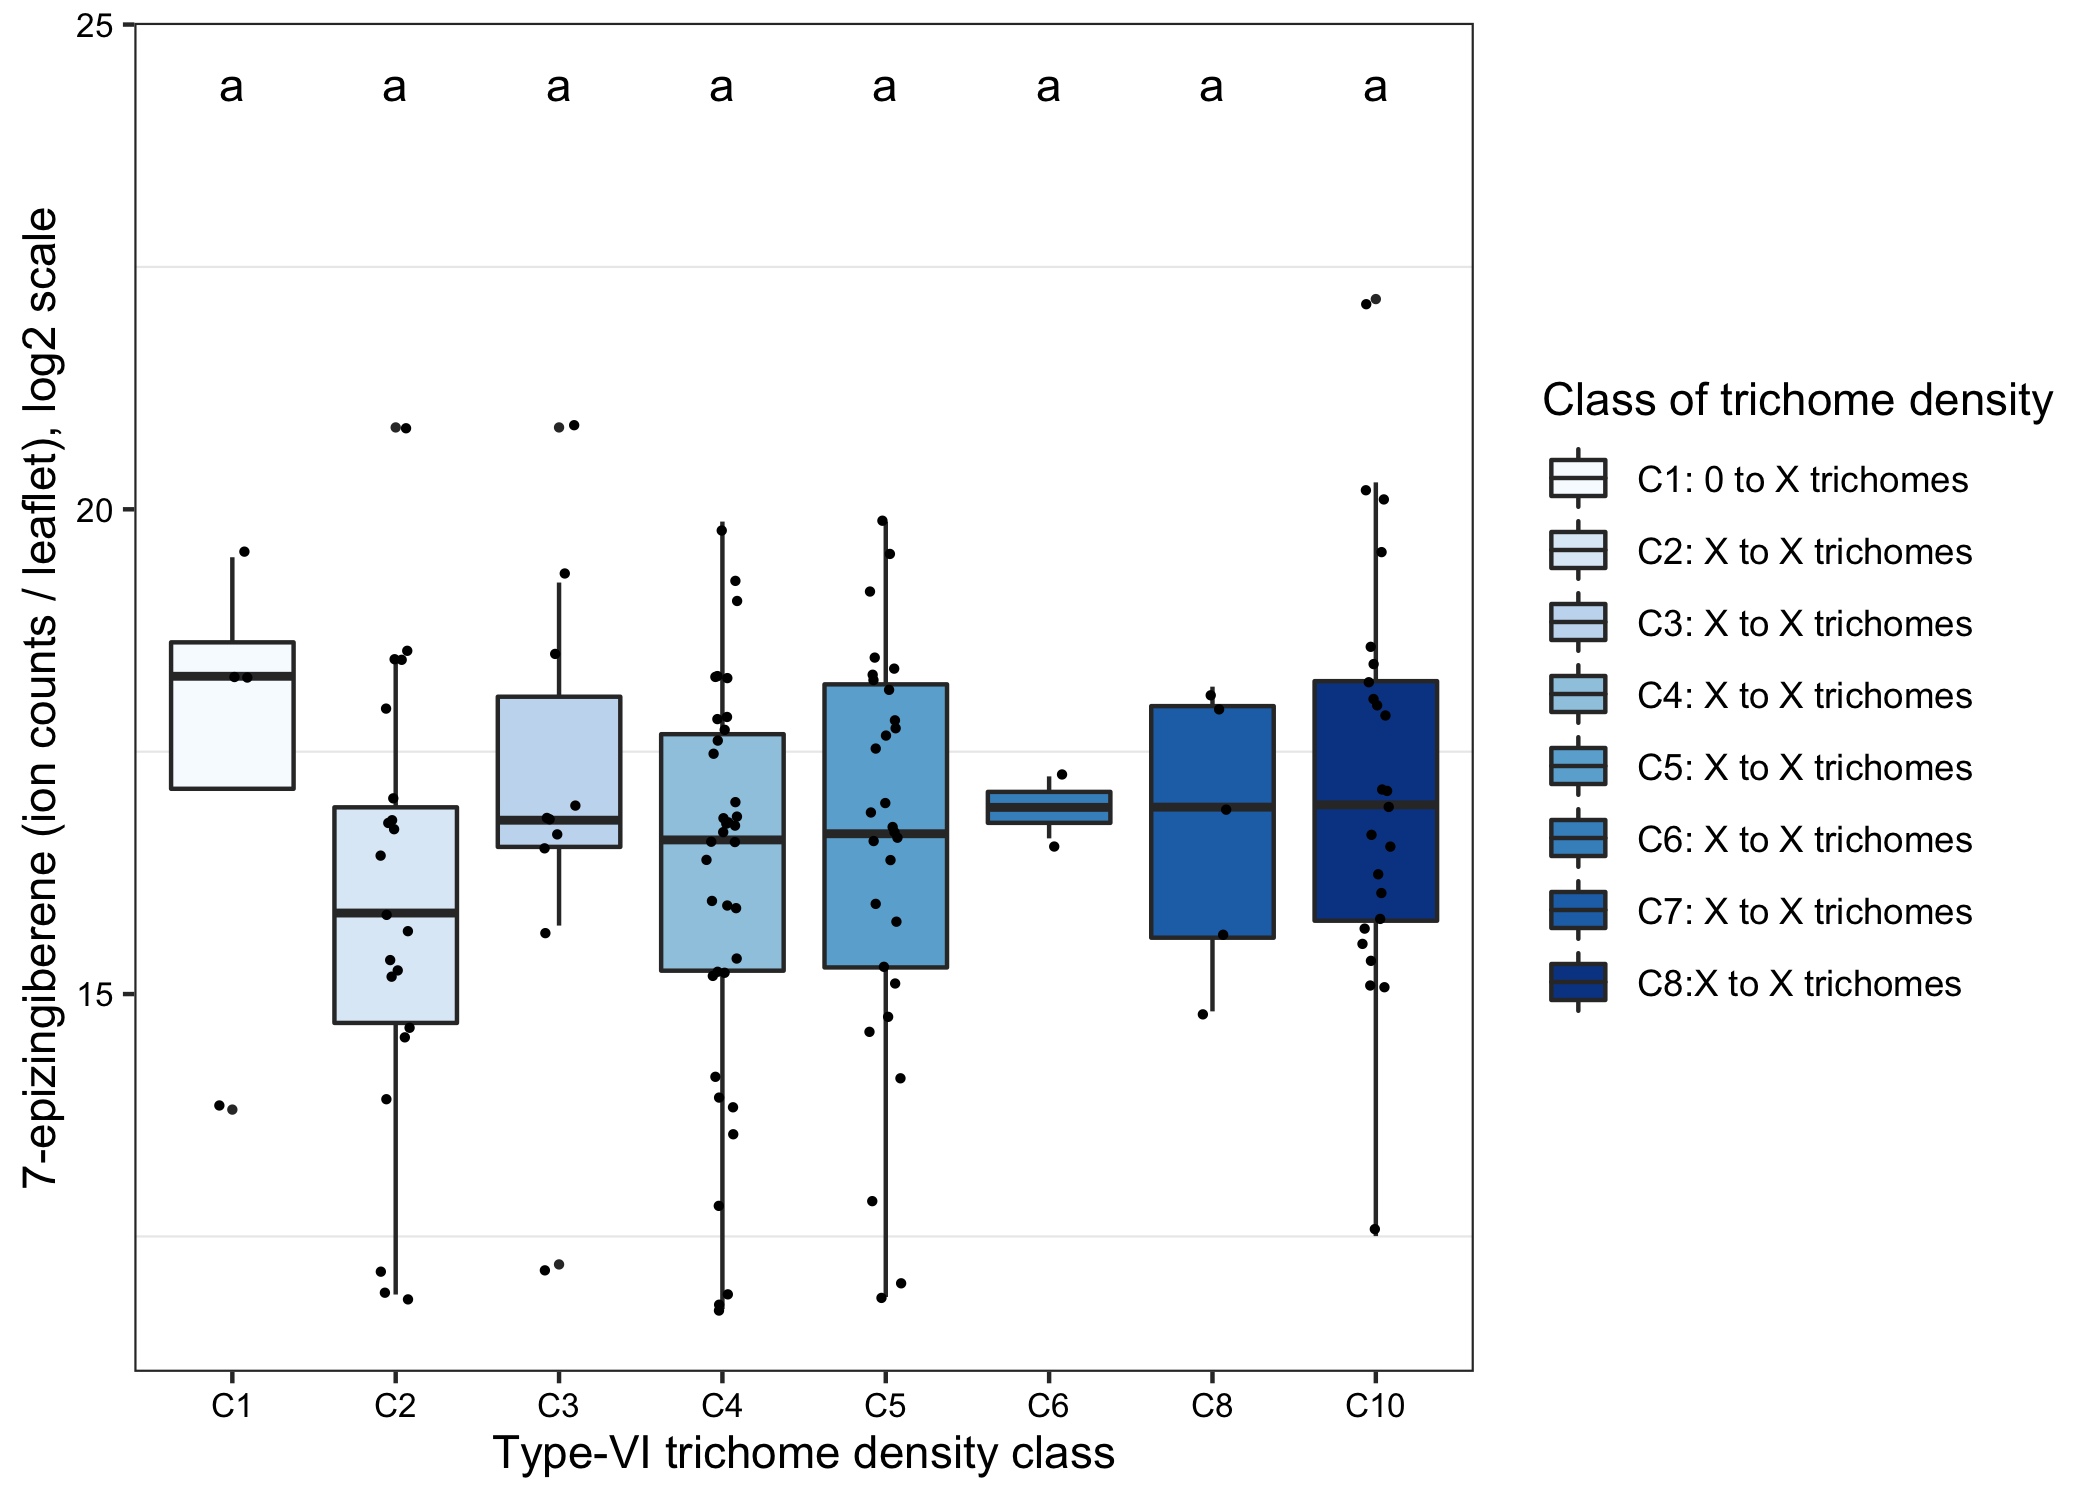 25
a a a a a a a a
20
15
7-epizingiberene (ion counts / leaflet), log2 scale
C1 C2 C3 C4 C5 C6 C8 C10
Type-VI trichome density class
Class of trichome density
C1: 0 to X trichomes
C2: X to X trichomes
C3: X to X trichomes
C4: X to X trichomes
C5: X to X trichomes
C6: X to X trichomes
C7: X to X trichomes
C8:X to X trichomes